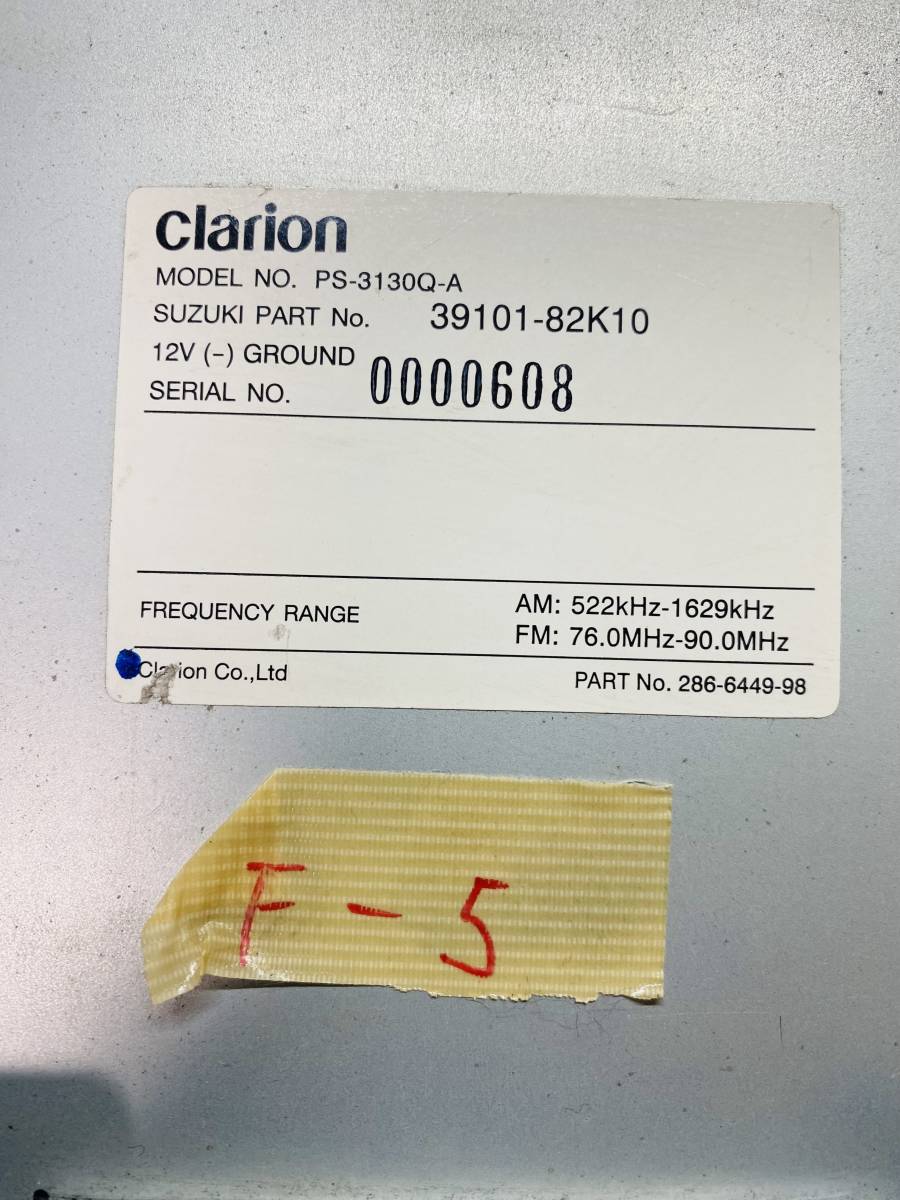 clarion
MODEL NO. PS-3130Q-A
SUZUKI PART No. 39101-82K10
12V (-) GROUND
SERIAL NO. 0000608
FREQUENCY RANGE AM: 522kHz-1629kHz
FM: 76.0MHz-90.0MHz
Clarion Co.,Ltd PART No. 286-6449-98
F-5